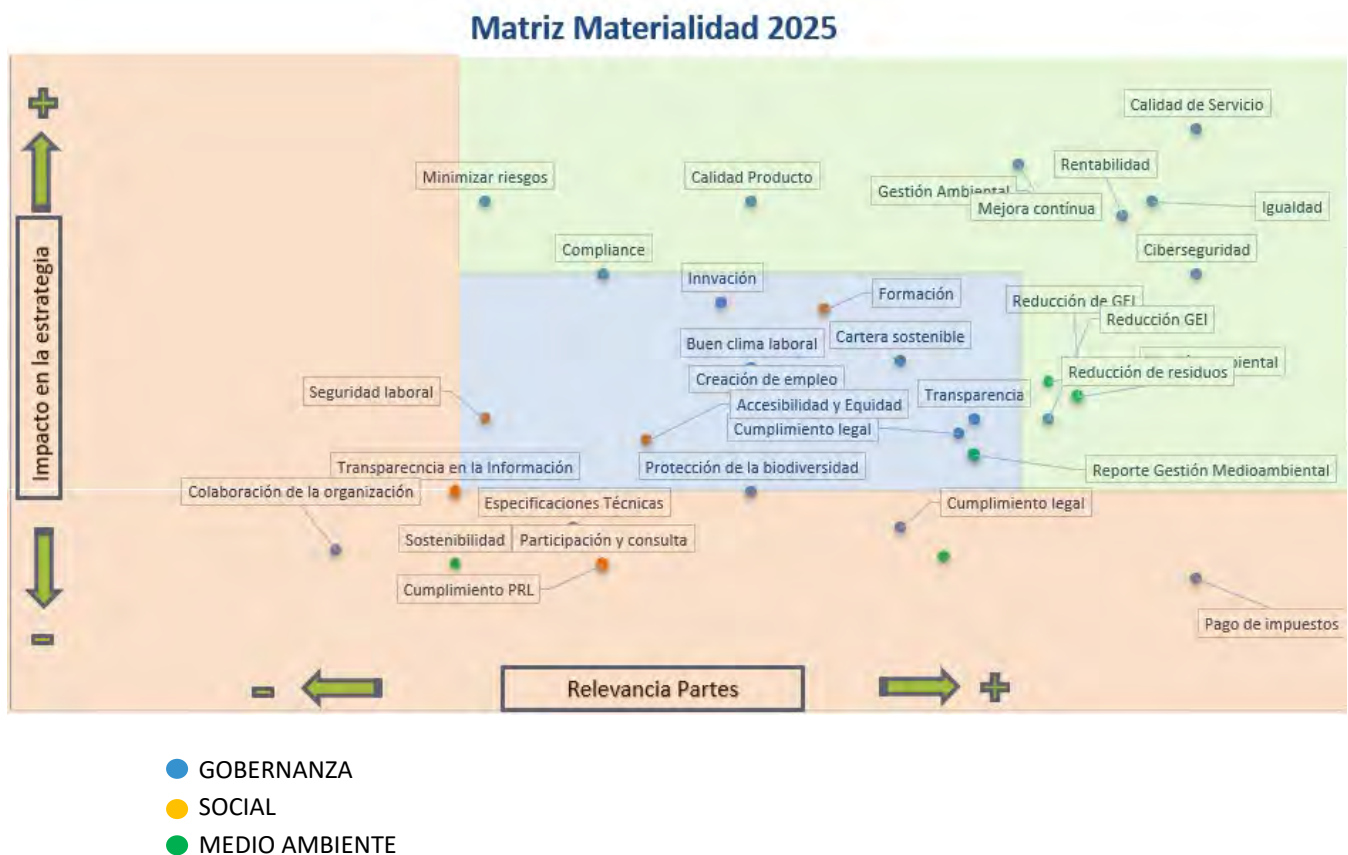 Matriz Materialidad 2025
Calidad de Servicio
Rentabilidad
Minimizar riesgos
Calidad Producto
Gestión Ambiental
Mejora contínua
Igualdad
Compliance
Ciberseguridad
Innvación
Formación
Reducción de GEI
Reducción GEI
Buen clima laboral
Cartera sostenible
Reducción de residuos
Creación de empleo
Seguridad laboral
Accesibilidad y Equidad
Transparencia
Cumplimiento legal
Transparecncia en la Información
Protección de la biodiversidad
Reporte Gestión Medioambiental
Colaboración de la organización
Especificaciones Técnicas
Cumplimiento legal
Sostenibilidad
Participación y consulta
Cumplimiento PRL
Pago de impuestos
Impacto en la estrategia
Relevancia Partes
GOBERNANZA
SOCIAL
MEDIO AMBIENTE